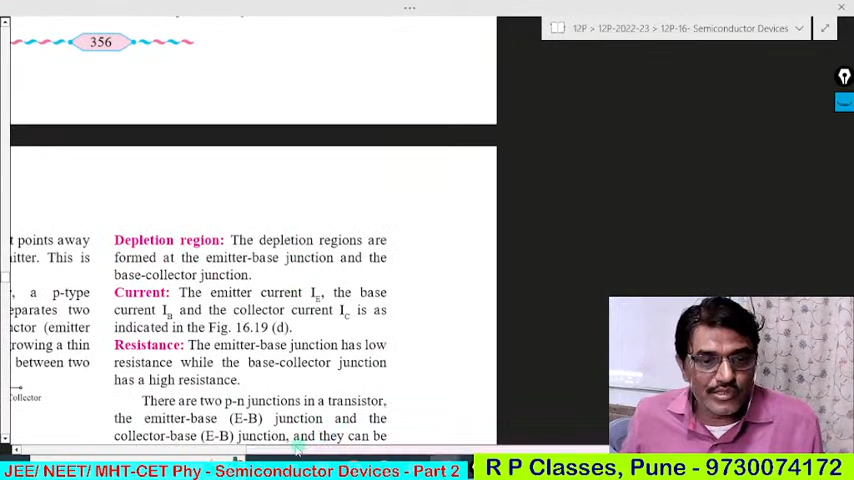 356
12P > 12P-2022-23 > 12P-16- Semiconductor Devices
t points away
itter. This is
, a p-type
eparates two
uctor (emitter
growing a thin
between two
Collector
Depletion region: The depletion regions are
formed at the emitter-base junction and the
base-collector junction.
Current: The emitter current IE, the base
current IB and the collector current IC is as
indicated in the Fig. 16.19 (d).
Resistance: The emitter-base junction has low
resistance while the base-collector junction
has a high resistance.
There are two p-n junctions in a transistor,
the emitter-base (E-B) junction and the
collector-base (E-B) junction, and they can be
JEE/ NEET/ MHT-CET Phy - Semiconductor Devices - Part 2
R P Classes, Pune - 9730074172